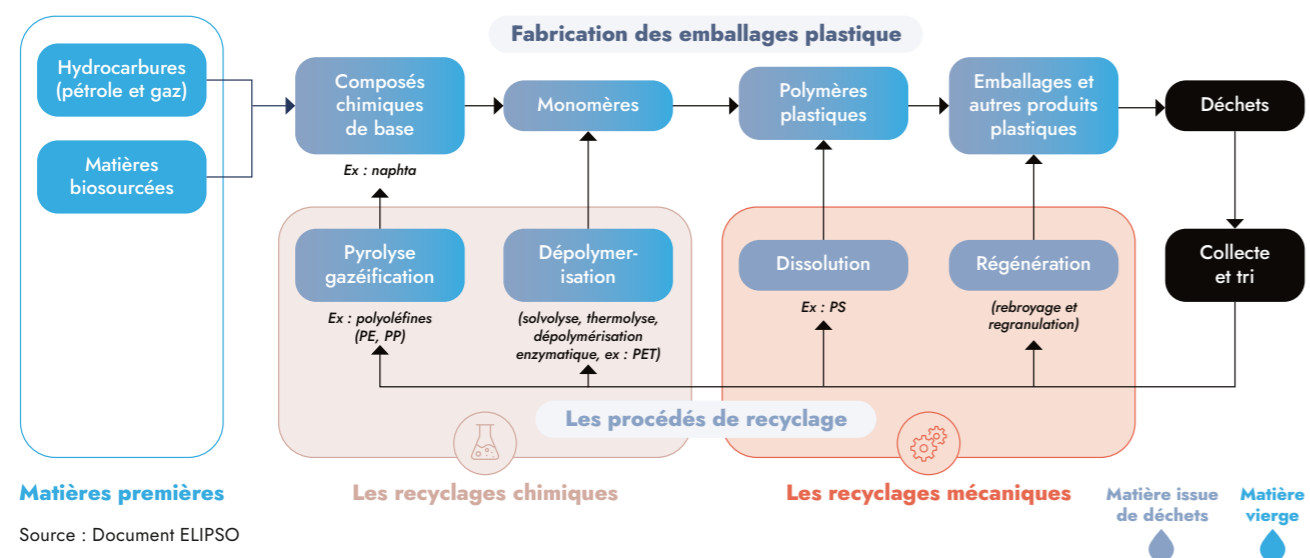 Fabrication des emballages plastique
Hydrocarbures
(pétrole et gaz)
Matières
biosourcées
Composés
chimiques
de base
Ex : naphta
Monomères
Polymères
plastiques
Emballages et
autres produits
plastiques
Déchets
Pyrolyse
gazéification
Ex : polyoléfines
(PE, PP)
Dépolymer-
isation
(solvolyse, thermolyse,
dépolymérisation
enzymatique, ex : PET)
Dissolution
Ex : PS
Régénération
(rebroyage et
regranulation)
Collecte
et tri
Les procédés de recyclage
Matières premières
Les recyclages chimiques
Les recyclages mécaniques
Matière issue
de déchets
Matière
vierge
Source : Document ELIPSO